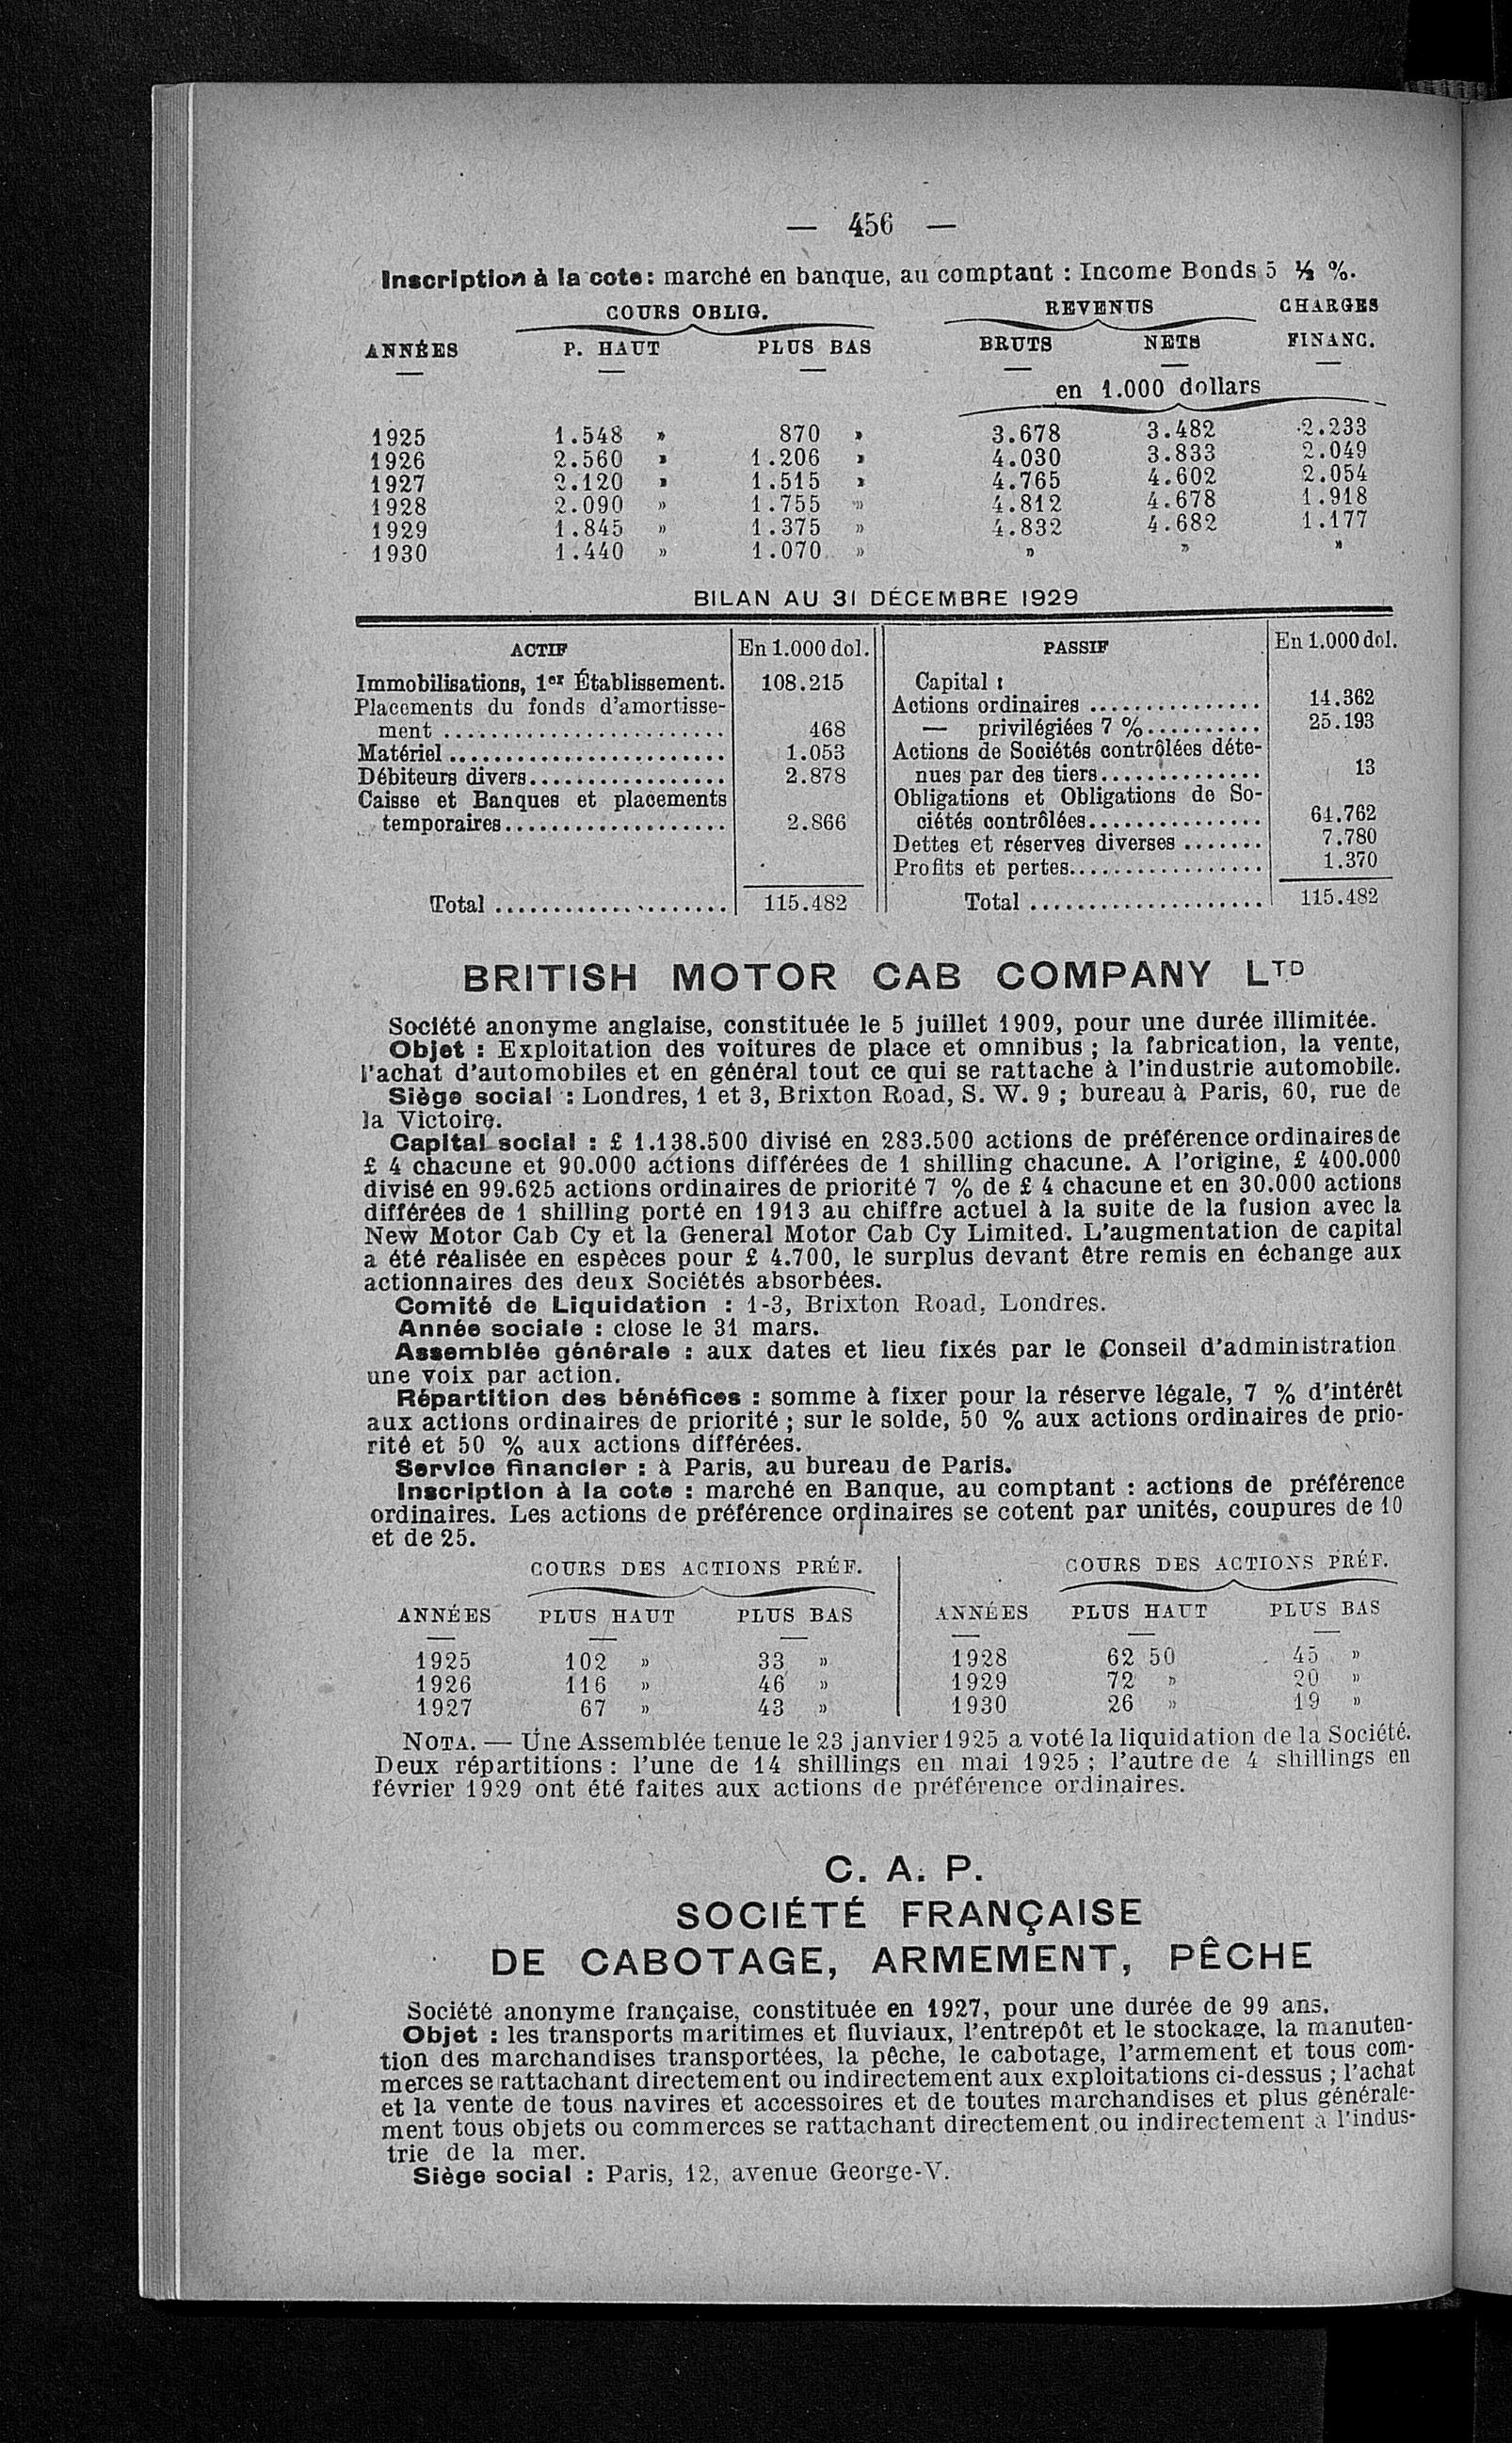 — 456 —
Inscription à la cote : marché en banque, au comptant : Income Bonds 5 ½ %.
COURS OBLIG. REVENUS CHARGES
ANNÉES P. HAUT PLUS BAS BRUTS NETS FINANC.
en 1.000 dollars
1925 1.548 » 870 » 3.678 3.482 2.233
1926 2.560 » 1.206 » 4.030 3.833 2.049
1927 2.120 » 1.515 » 4.765 4.602 2.054
1928 2.090 » 1.755 » 4.812 4.678 1.918
1929 1.845 » 1.375 » 4.832 4.682 1.177
1930 1.440 » 1.070 » » » »
BILAN AU 31 DÉCEMBRE 1929
ACTIF En 1.000 dol. PASSIF En 1.000 dol.
Immobilisations, 1er Établissement. 108.215 Capital :
Placements du fonds d'amortisse- Actions ordinaires ............... 14.362
ment ........................ 468 — privilégiées 7 %.......... 25.193
Matériel ........................ 1.053 Actions de Sociétés contrôlées déte-
Débiteurs divers................. 2.878 nues par des tiers.............. 13
Caisse et Banques et placements Obligations et Obligations de So-
temporaires................... 2.866 ciétés contrôlées............... 61.762
Dettes et réserves diverses ....... 7.780
Profits et pertes................. 1.370
Total .................... 115.482 Total .................... 115.482
BRITISH MOTOR CAB COMPANY LTD
Société anonyme anglaise, constituée le 5 juillet 1909, pour une durée illimitée.
Objet : Exploitation des voitures de place et omnibus ; la fabrication, la vente,
l'achat d'automobiles et en général tout ce qui se rattache à l'industrie automobile.
Siège social : Londres, 1 et 3, Brixton Road, S. W. 9 ; bureau à Paris, 60, rue de
la Victoire.
Capital social : £ 1.138.500 divisé en 283.500 actions de préférence ordinaires de
£ 4 chacune et 90.000 actions différées de 1 shilling chacune. A l'origine, £ 400.000
divisé en 99.625 actions ordinaires de priorité 7 % de £ 4 chacune et en 30.000 actions
différées de 1 shilling porté en 1913 au chiffre actuel à la suite de la fusion avec la
New Motor Cab Cy et la General Motor Cab Cy Limited. L'augmentation de capital
a été réalisée en espèces pour £ 4.700, le surplus devant être remis en échange aux
actionnaires des deux Sociétés absorbées.
Comité de Liquidation : 1-3, Brixton Road, Londres.
Année sociale : close le 31 mars.
Assemblée générale : aux dates et lieu fixés par le Conseil d'administration
une voix par action.
Répartition des bénéfices : somme à fixer pour la réserve légale, 7 % d'intérêt
aux actions ordinaires de priorité ; sur le solde, 50 % aux actions ordinaires de prio-
rité et 50 % aux actions différées.
Service financier : à Paris, au bureau de Paris.
Inscription à la cote : marché en Banque, au comptant : actions de préférence
ordinaires. Les actions de préférence ordinaires se cotent par unités, coupures de 10
et de 25.
COURS DES ACTIONS PRÉF. COURS DES ACTIONS PRÉF.
ANNÉES PLUS HAUT PLUS BAS ANNÉES PLUS HAUT PLUS BAS
1925 102 » 33 » 1928 62 50 45 »
1926 116 » 46 » 1929 72 » 20 »
1927 67 » 43 » 1930 26 » 19 »
NOTA. — Une Assemblée tenue le 23 janvier 1925 a voté la liquidation de la Société.
Deux répartitions : l'une de 14 shillings en mai 1925 ; l'autre de 4 shillings en
février 1929 ont été faites aux actions de préférence ordinaires.
C. A. P.
SOCIÉTÉ FRANÇAISE
DE CABOTAGE, ARMEMENT, PÊCHE
Société anonyme française, constituée en 1927, pour une durée de 99 ans.
Objet : les transports maritimes et fluviaux, l'entrepôt et le stockage, la manuten-
tion des marchandises transportées, la pêche, le cabotage, l'armement et tous com-
merces se rattachant directement ou indirectement aux exploitations ci-dessus ; l'achat
et la vente de tous navires et accessoires et de toutes marchandises et plus générale-
ment tous objets ou commerces se rattachant directement ou indirectement à l'indus-
trie de la mer.
Siège social : Paris, 12, avenue George-V.